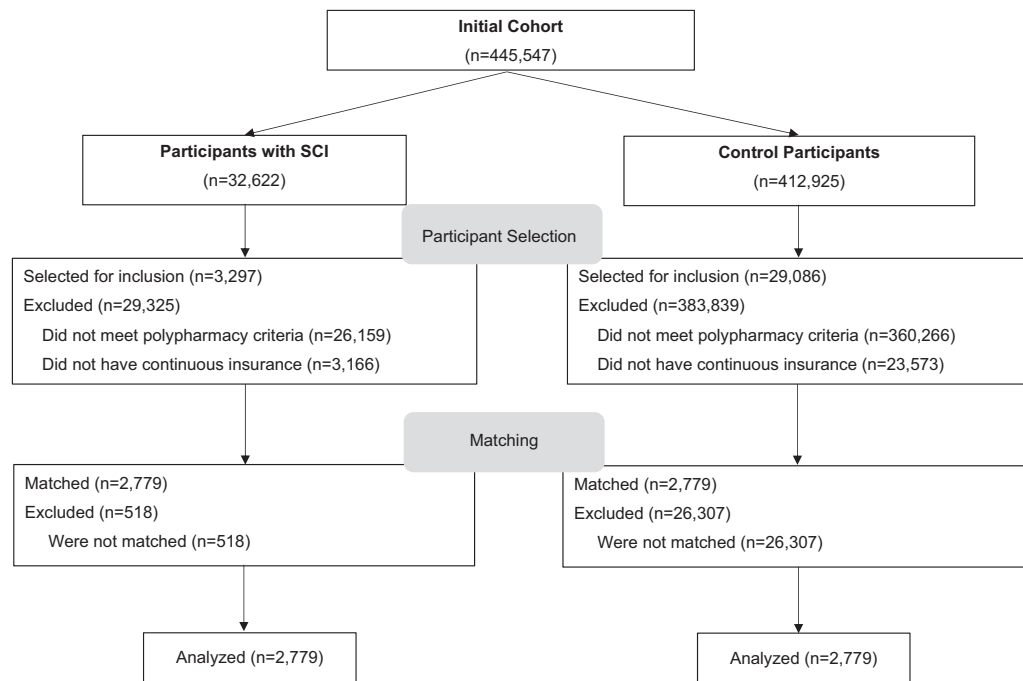 Initial Cohort
(n=445,547)
Participants with SCI
(n=32,622)
Control Participants
(n=412,925)
Participant Selection
Selected for inclusion (n=3,297)
Excluded (n=29,325)
Did not meet polypharmacy criteria (n=26,159)
Did not have continuous insurance (n=3,166)
Selected for inclusion (n=29,086)
Excluded (n=383,839)
Did not meet polypharmacy criteria (n=360,266)
Did not have continuous insurance (n=23,573)
Matching
Matched (n=2,779)
Excluded (n=518)
Were not matched (n=518)
Matched (n=2,779)
Excluded (n=26,307)
Were not matched (n=26,307)
Analyzed (n=2,779)
Analyzed (n=2,779)